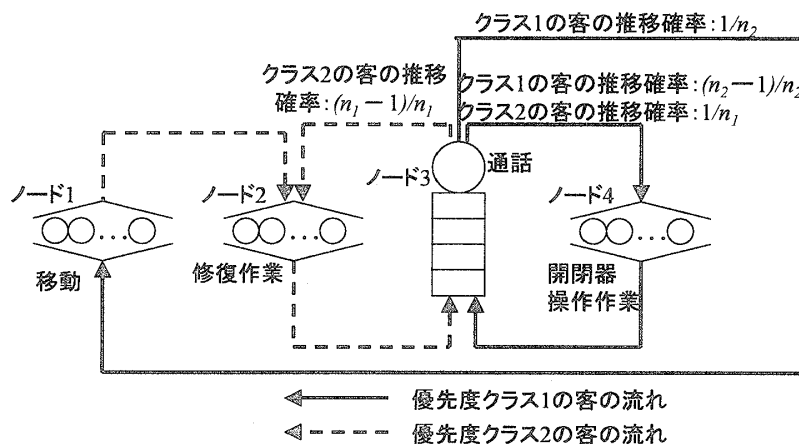 クラス1の客の推移確率:1/n₂
クラス2の客の推移
確率:(n₁－1)/n₁
クラス1の客の推移確率:(n₂－1)/n₂
クラス2の客の推移確率:1/n₁
ノード1
ノード2
ノード3
通話
ノード4
移動
修復作業
開閉器
操作作業
優先度クラス1の客の流れ
優先度クラス2の客の流れ